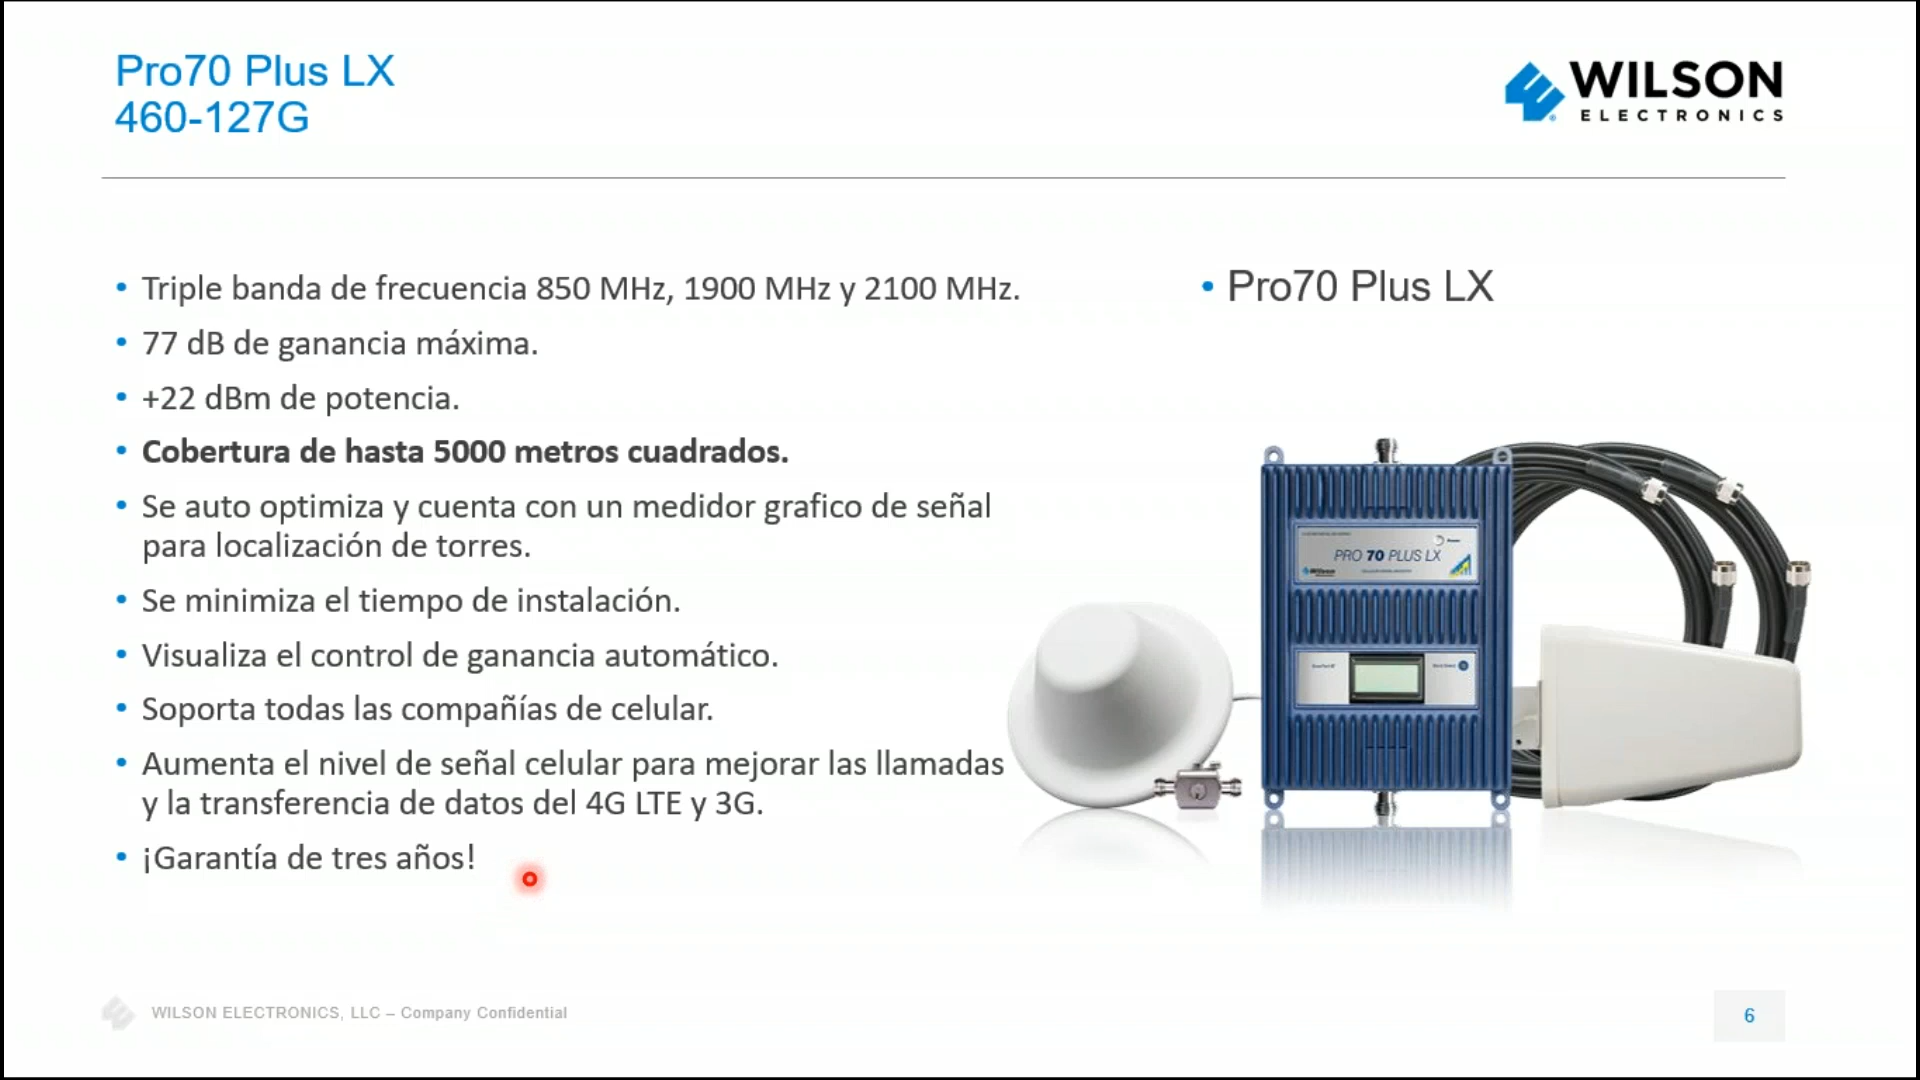 Pro70 Plus LX
460-127G
WILSON
ELECTRONICS
• Triple banda de frecuencia 850 MHz, 1900 MHz y 2100 MHz.
• 77 dB de ganancia máxima.
• +22 dBm de potencia.
• Cobertura de hasta 5000 metros cuadrados.
• Se auto optimiza y cuenta con un medidor grafico de señal
para localización de torres.
• Se minimiza el tiempo de instalación.
• Visualiza el control de ganancia automático.
• Soporta todas las compañías de celular.
• Aumenta el nivel de señal celular para mejorar las llamadas
y la transferencia de datos del 4G LTE y 3G.
• ¡Garantía de tres años!
• Pro70 Plus LX
PRO 70 PLUS LX
Wilson
WILSON ELECTRONICS, LLC – Company Confidential
6